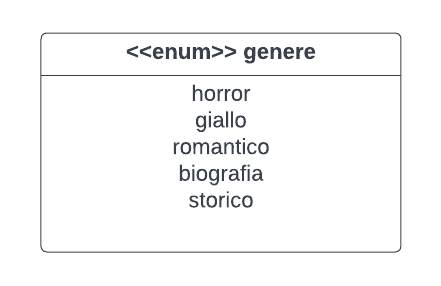 <<enum>> genere
horror
giallo
romantico
biografia
storico